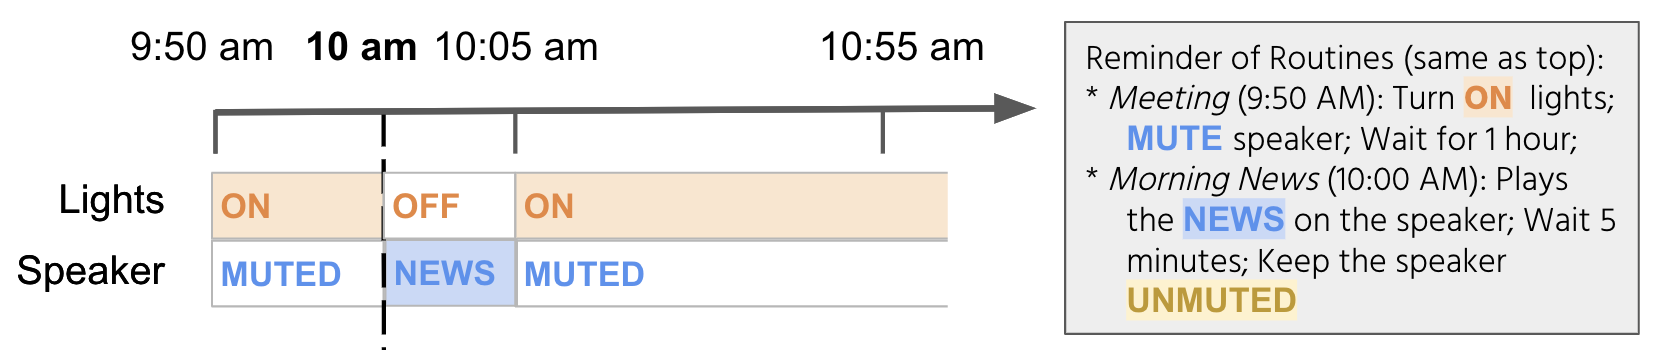 9:50 am 10 am 10:05 am 10:55 am
Lights ON OFF ON
Speaker MUTED NEWS MUTED
Reminder of Routines (same as top):
* Meeting (9:50 AM): Turn ON lights;
MUTE speaker; Wait for 1 hour;
* Morning News (10:00 AM): Plays
the NEWS on the speaker; Wait 5
minutes; Keep the speaker
UNMUTED